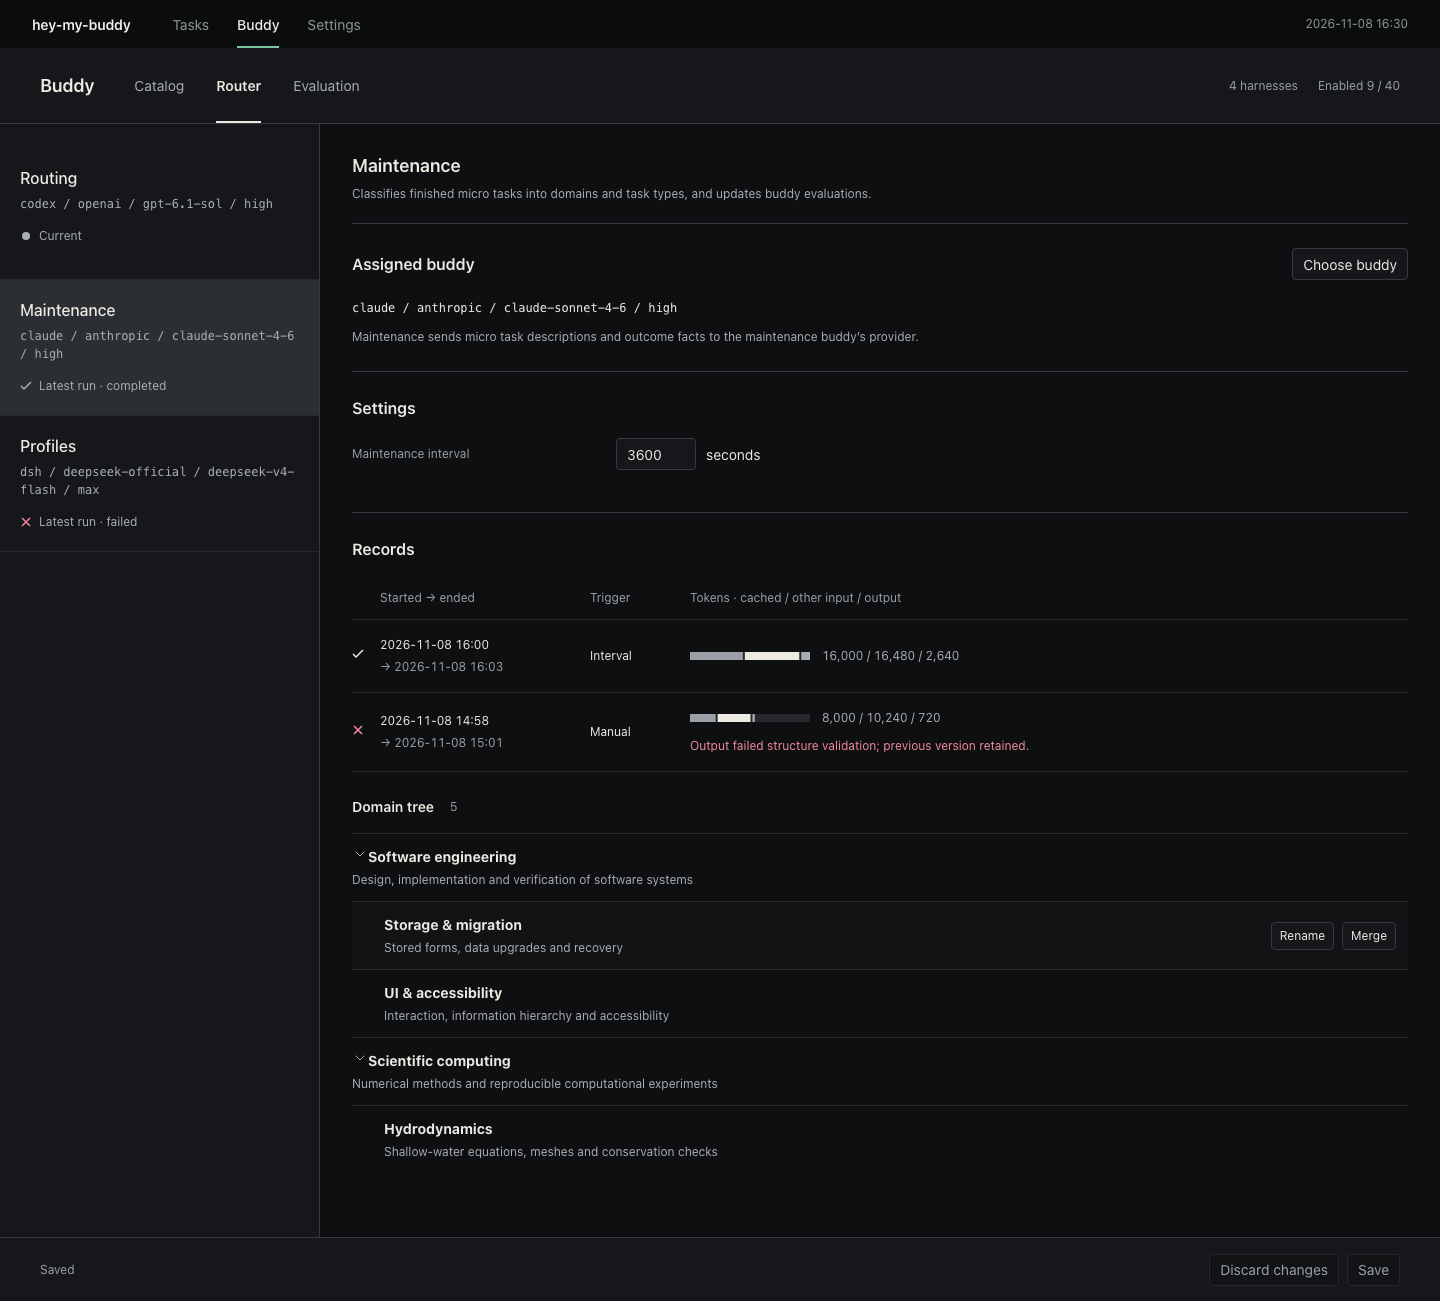 hey-my-buddy
Tasks
Buddy
Settings
2026-11-08 16:30
Buddy
Catalog
Router
Evaluation
4 harnesses
Enabled 9 / 40
Routing
codex / openai / gpt-6.1-sol / high
Current
Maintenance
claude / anthropic / claude-sonnet-4-6
/ high
Latest run · completed
Profiles
dsh / deepseek-official / deepseek-v4-
flash / max
Latest run · failed
Maintenance
Classifies finished micro tasks into domains and task types, and updates buddy evaluations.
Assigned buddy
Choose buddy
claude / anthropic / claude-sonnet-4-6 / high
Maintenance sends micro task descriptions and outcome facts to the maintenance buddy's provider.
Settings
Maintenance interval
3600
seconds
Records
Started → ended
Trigger
Tokens · cached / other input / output
2026-11-08 16:00
→ 2026-11-08 16:03
Interval
16,000 / 16,480 / 2,640
2026-11-08 14:58
→ 2026-11-08 15:01
Manual
8,000 / 10,240 / 720
Output failed structure validation; previous version retained.
Domain tree 5
Software engineering
Design, implementation and verification of software systems
Storage & migration
Stored forms, data upgrades and recovery
Rename
Merge
UI & accessibility
Interaction, information hierarchy and accessibility
Scientific computing
Numerical methods and reproducible computational experiments
Hydrodynamics
Shallow-water equations, meshes and conservation checks
Saved
Discard changes
Save